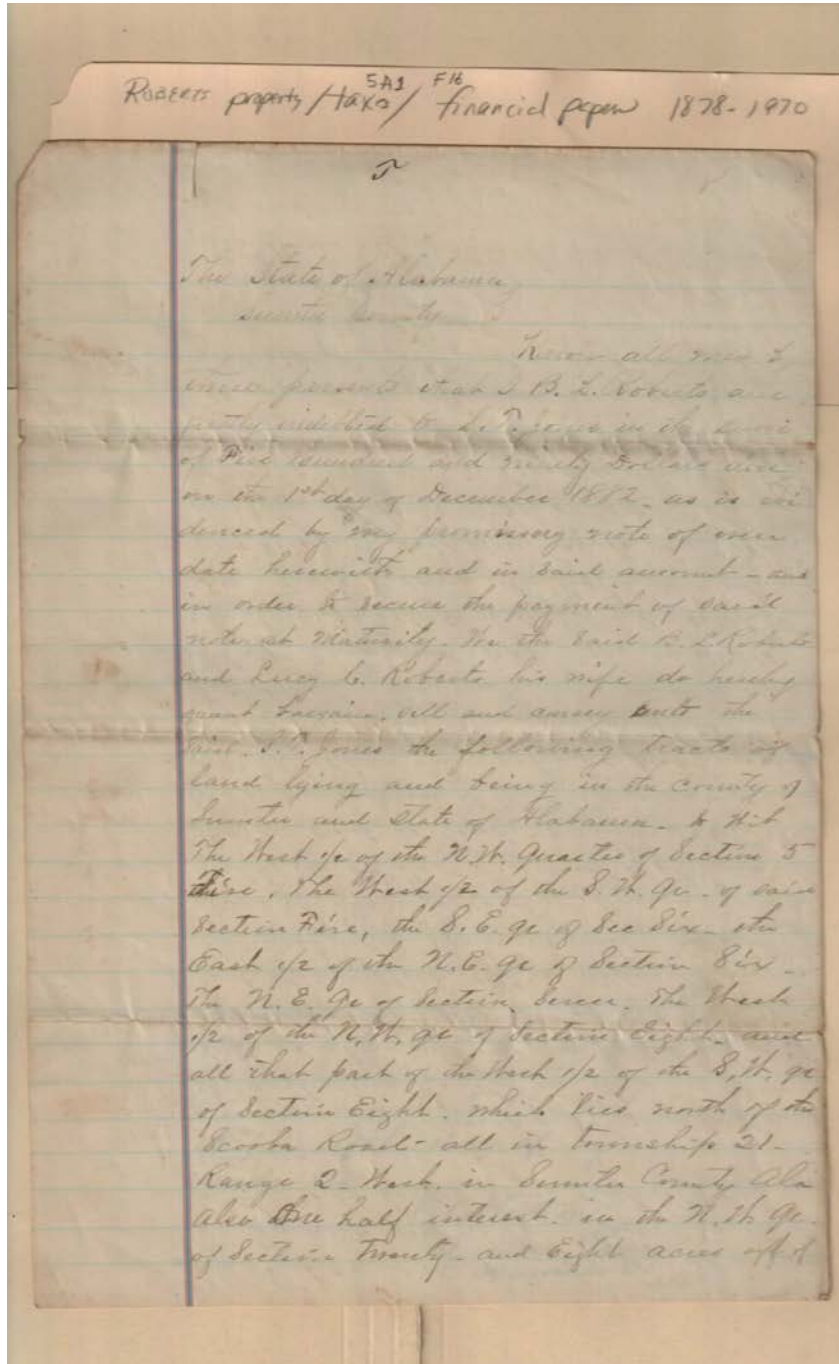 5A1 F16
Roberts property / taxes / financial papers 1878-1970
The State of Alabama
Sumter County
Know all men by
these presents that I B. L. Roberts am
justly indebted to S. T. Jones in the sum
of Five Hundred and ninety Dollars due
on the 1st day of December 1882 - as is evi
denced by my promissory note of even
date herewith and in said amount - and
in order to secure the payment of said
note at Maturity. We the said B. L. Roberts
and Lucy C. Roberts his wife do hereby
grant bargain, sell and convey unto the
said S. T. Jones the following tracts of
land lying and being in the County of
Sumter and State of Alabama - to Wit
The West 1/2 of the N.W. Quarter of Section 5
Five, The West 1/2 of the S. W. qr - of said
Section Five, the S. E. qr of Sec Six - the
East 1/2 of the N. E. qr of Section Six -
The N. E. Qr of Section Seven. The West
1/2 of the N. W. qr of Section Eight - and
all that part of the West 1/2 of the S. W. qr
of Section Eight. which lies north of the
Scooba Road - all in township 21 -
Range 2 - West. in Sumter County Ala
Also One half interest. in the N. W. Qr.
of Section Twenty - and Eight acres off of